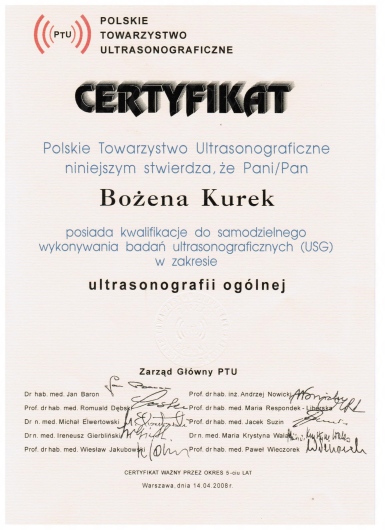 PTU
POLSKIE
TOWARZYSTWO
ULTRASONOGRAFICZNE
CERTYFIKAT
Polskie Towarzystwo Ultrasonograficzne
niniejszym stwierdza, że Pani/Pan
Bożena Kurek
posiada kwalifikacje do samodzielnego
wykonywania badań ultrasonograficznych (USG)
w zakresie
ultrasonografii ogólnej
Zarząd Główny PTU
Dr hab. med. Jan Baron
Prof. dr hab. inż. Andrzej Nowicki
Prof. dr hab. med. Romuald Dębski
Prof. dr hab. med. Maria Respondek - Liberska
Dr n. med. Michał Elwertowski
Prof. dr hab. med. Jacek Suzin
Dr n. med. Ireneusz Gierbliński
Dr n. med. Maria Krystyna
Prof. dr hab. med. Wiesław Jakubowski
Prof. dr hab. med. Paweł Wieczorek
CERTYFIKAT WAŻNY PRZEZ OKRES 5-ciu LAT
Warszawa, dnia 14.04.2008 r.